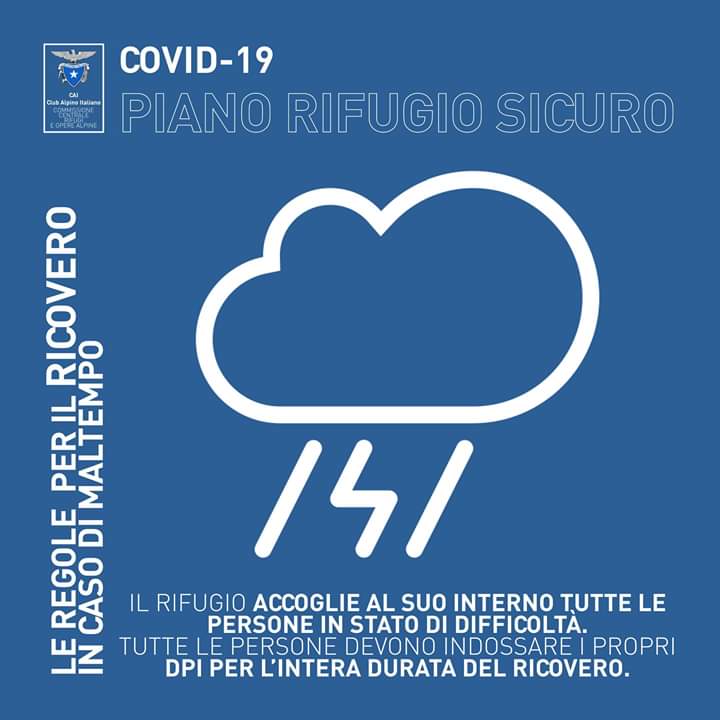 COVID-19
PIANO RIFUGIO SICURO
CAI
Club Alpino Italiano
COMMISSIONE
CENTRALE
RIFUGI
E OPERE ALPINE
LE REGOLE PER IL RICOVERO
IN CASO DI MALTEMPO
IL RIFUGIO ACCOGLIE AL SUO INTERNO TUTTE LE
PERSONE IN STATO DI DIFFICOLTÀ.
TUTTE LE PERSONE DEVONO INDOSSARE I PROPRI
DPI PER L'INTERA DURATA DEL RICOVERO.